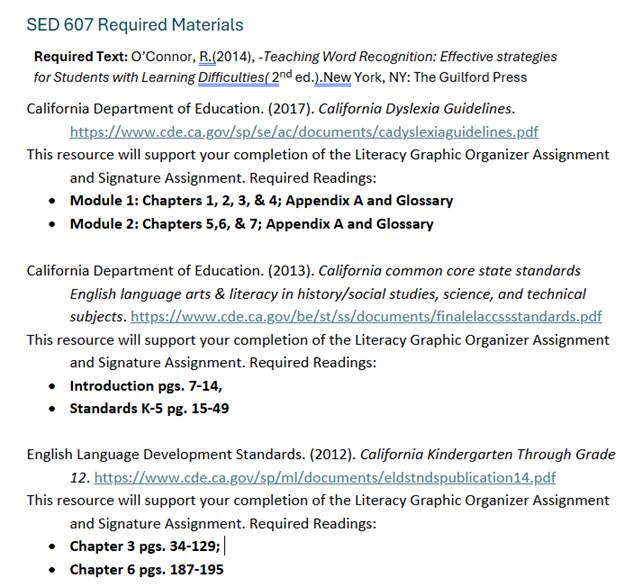 SED 607 Required Materials
Required Text: O’Connor, R.(2014), -Teaching Word Recognition: Effective strategies
for Students with Learning Difficulties( 2nd ed.).New York, NY: The Guilford Press
California Department of Education. (2017). California Dyslexia Guidelines.
https://www.cde.ca.gov/sp/se/ac/documents/cadyslexiaguidelines.pdf
This resource will support your completion of the Literacy Graphic Organizer Assignment
and Signature Assignment. Required Readings:
• Module 1: Chapters 1, 2, 3, & 4; Appendix A and Glossary
• Module 2: Chapters 5,6, & 7; Appendix A and Glossary
California Department of Education. (2013). California common core state standards
English language arts & literacy in history/social studies, science, and technical
subjects. https://www.cde.ca.gov/be/st/ss/documents/finalelaccssstandards.pdf
This resource will support your completion of the Literacy Graphic Organizer Assignment
and Signature Assignment. Required Readings:
• Introduction pgs. 7-14,
• Standards K-5 pg. 15-49
English Language Development Standards. (2012). California Kindergarten Through Grade
12. https://www.cde.ca.gov/sp/ml/documents/eldstndspublication14.pdf
This resource will support your completion of the Literacy Graphic Organizer Assignment
and Signature Assignment. Required Readings:
• Chapter 3 pgs. 34-129;
• Chapter 6 pgs. 187-195